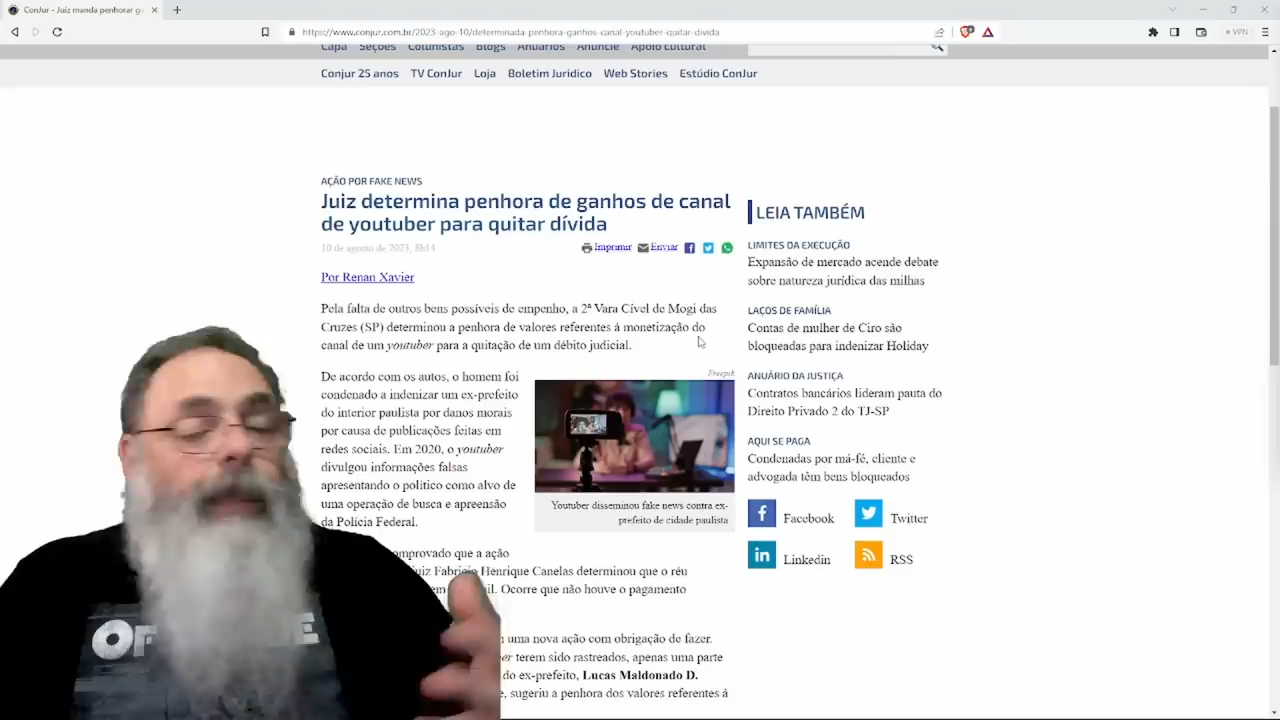 ConJur - Juiz manda penhorar ga
https://www.conjur.com.br/2023-ago-10/determinada-penhora-ganhos-canal-youtuber-quitar-divida
VPN
Capa Seções Colunistas Blogs Anuários Anuncie Apoio cultural
Conjur 25 anos TV ConJur Loja Boletim Juridico Web Stories Estúdio ConJur
AÇÃO POR FAKE NEWS
Juiz determina penhora de ganhos de canal
de youtuber para quitar dívida
10 de agosto de 2023, 8h14
Imprimir Enviar
Por Renan Xavier
Pela falta de outros bens possíveis de empenho, a 2ª Vara Cível de Mogi das
Cruzes (SP) determinou a penhora de valores referentes á monetização do
canal de um youtuber para a quitação de um débito judicial.
Freepik
De acordo com os autos, o homem foi
condenado a indenizar um ex-prefeito
do interior paulista por danos morais
por causa de publicações feitas em
redes sociais. Em 2020, o youtuber
divulgou informações falsas
apresentando o político como alvo de
uma operação de busca e apreensão
da Polícia Federal.
Youtuber disseminou fake news contra ex-
prefeito de cidade paulista
omprovado que a ação
uiz Fabricio Henrique Canelas determinou que o réu
em il. Ocorre que não houve o pagamento
uma nova ação com obrigação de fazer.
er terem sido rastreados, apenas uma parte
do ex-prefeito, Lucas Maldonado D.
e, sugeriu a penhora dos valores referentes á
LEIA TAMBÉM
LIMITES DA EXECUÇÃO
Expansão de mercado acende debate
sobre natureza jurídica das milhas
LAÇOS DE FAMÍLIA
Contas de mulher de Ciro são
bloqueadas para indenizar Holiday
ANUÁRIO DA JUSTIÇA
Contratos bancários lideram pauta do
Direito Privado 2 do TJ-SP
AQUI SE PAGA
Condenadas por má-fé, cliente e
advogada têm bens bloqueados
Facebook Twitter
Linkedin RSS